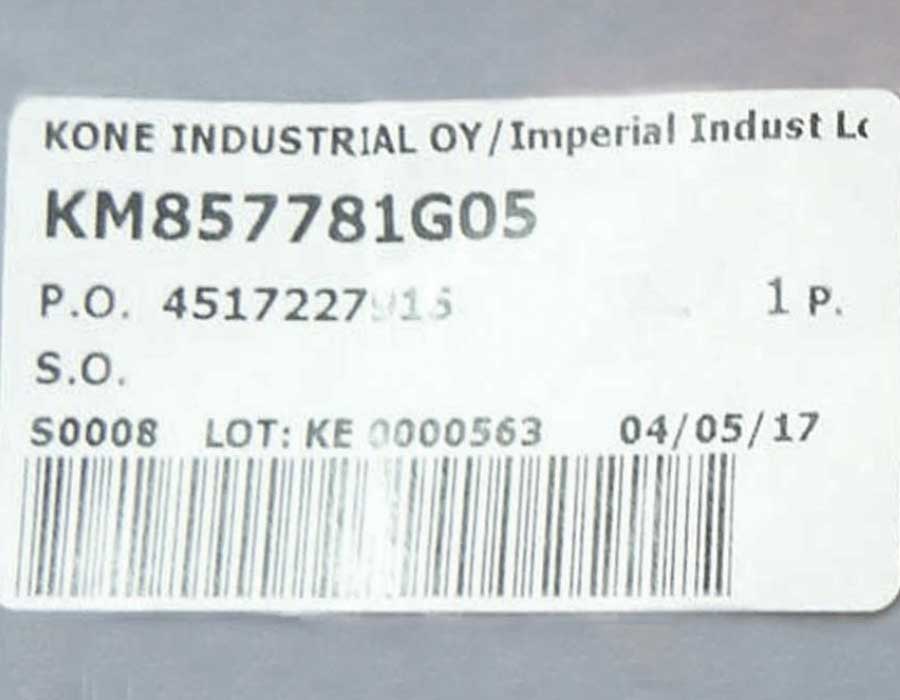 KONE INDUSTRIAL OY/Imperial Indust
KM857781G05
P.O. 1 P.
S.O.
S0008 LOT: KE 0000563 04/05/17